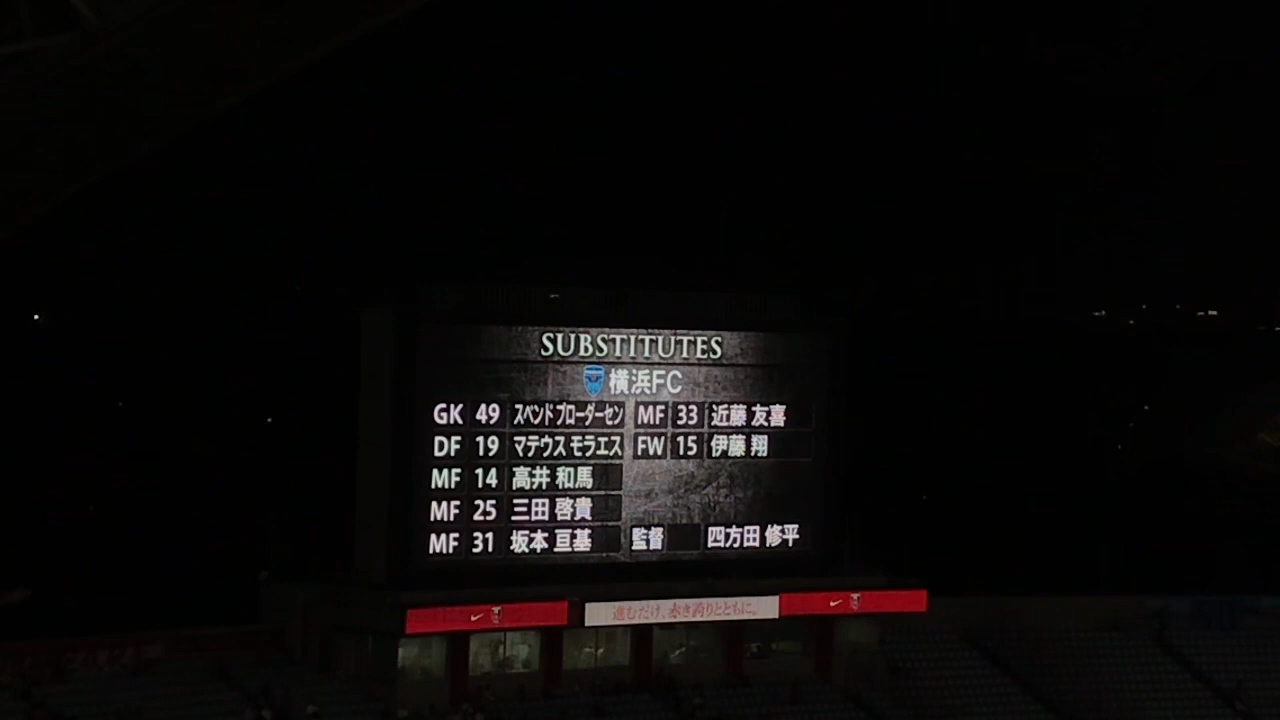 SUBSTITUTES
横浜FC
GK 49 スベンド ブローダーセン
DF 19 マテウス モラエス
MF 14 高井 和馬
MF 25 三田 啓貴
MF 31 坂本 亘基
MF 33 近藤 友喜
FW 15 伊藤 翔
監督 四方田 修平
進むだけ、赤き誇りとともに。